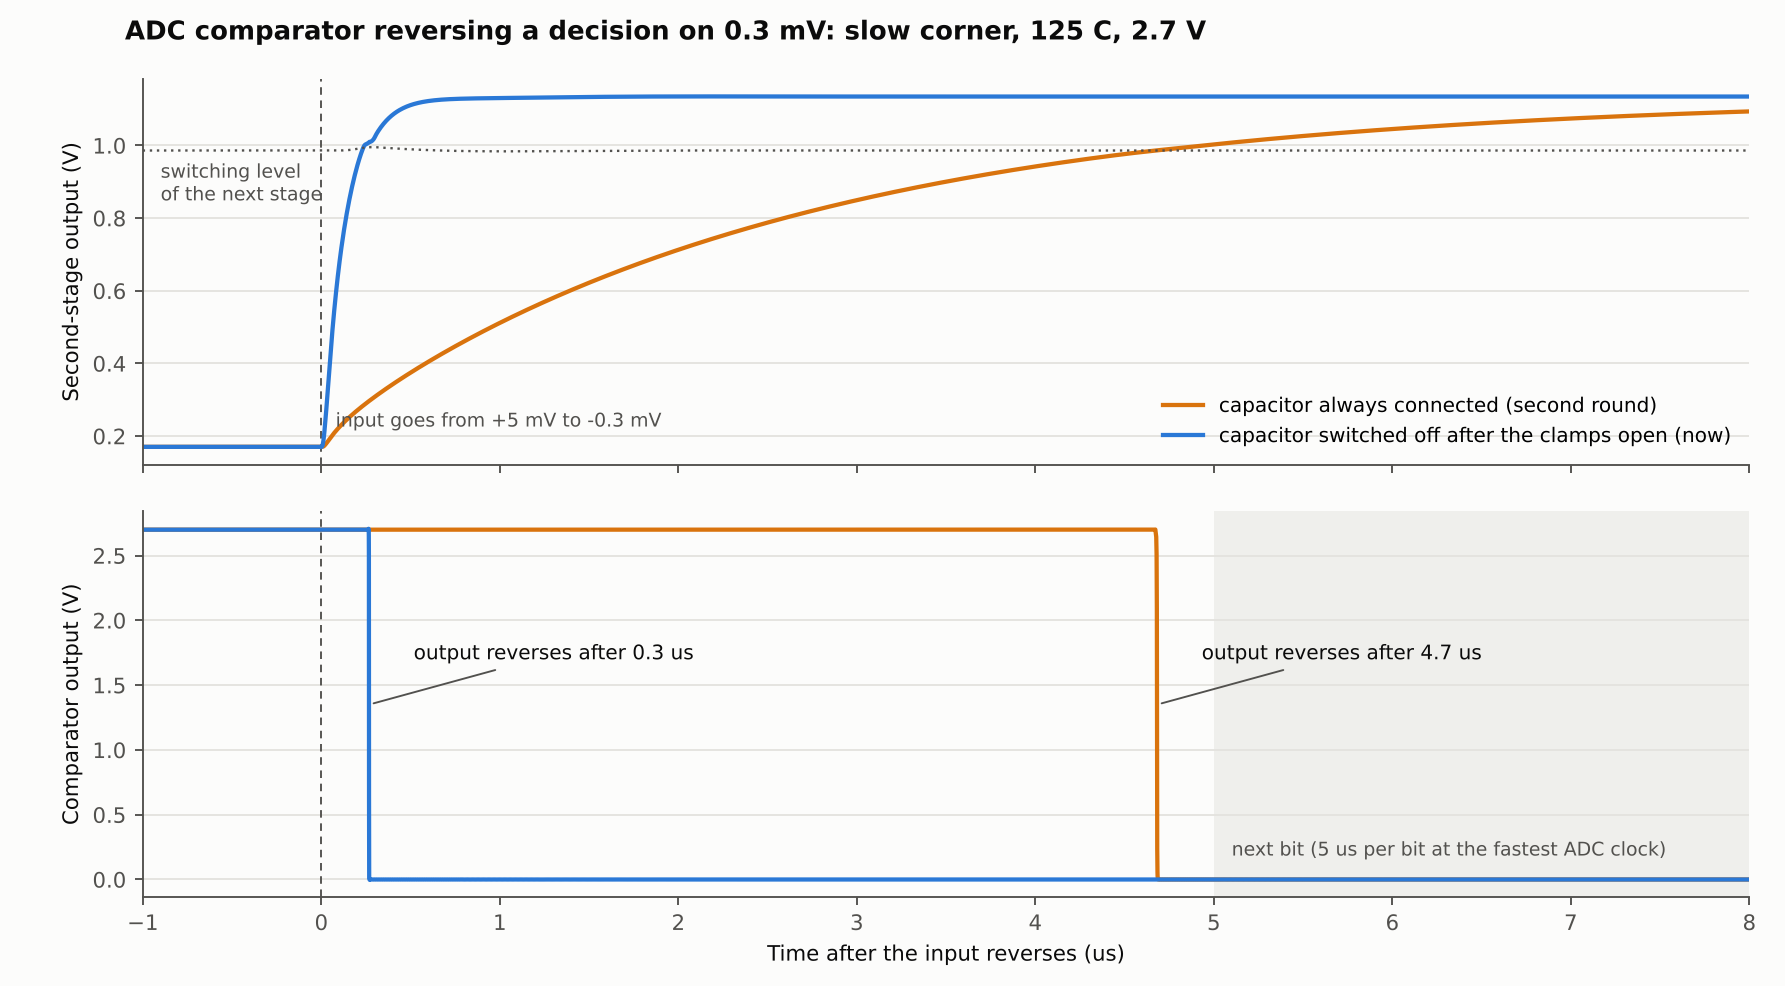 ADC comparator reversing a decision on 0.3 mV: slow corner, 125 C, 2.7 V
Second-stage output (V)
1.0
0.8
0.6
0.4
0.2
switching level
of the next stage
input goes from +5 mV to -0.3 mV
capacitor always connected (second round)
capacitor switched off after the clamps open (now)
Comparator output (V)
2.5
2.0
1.5
1.0
0.5
0.0
output reverses after 0.3 us
output reverses after 4.7 us
next bit (5 us per bit at the fastest ADC clock)
−1 0 1 2 3 4 5 6 7 8
Time after the input reverses (us)